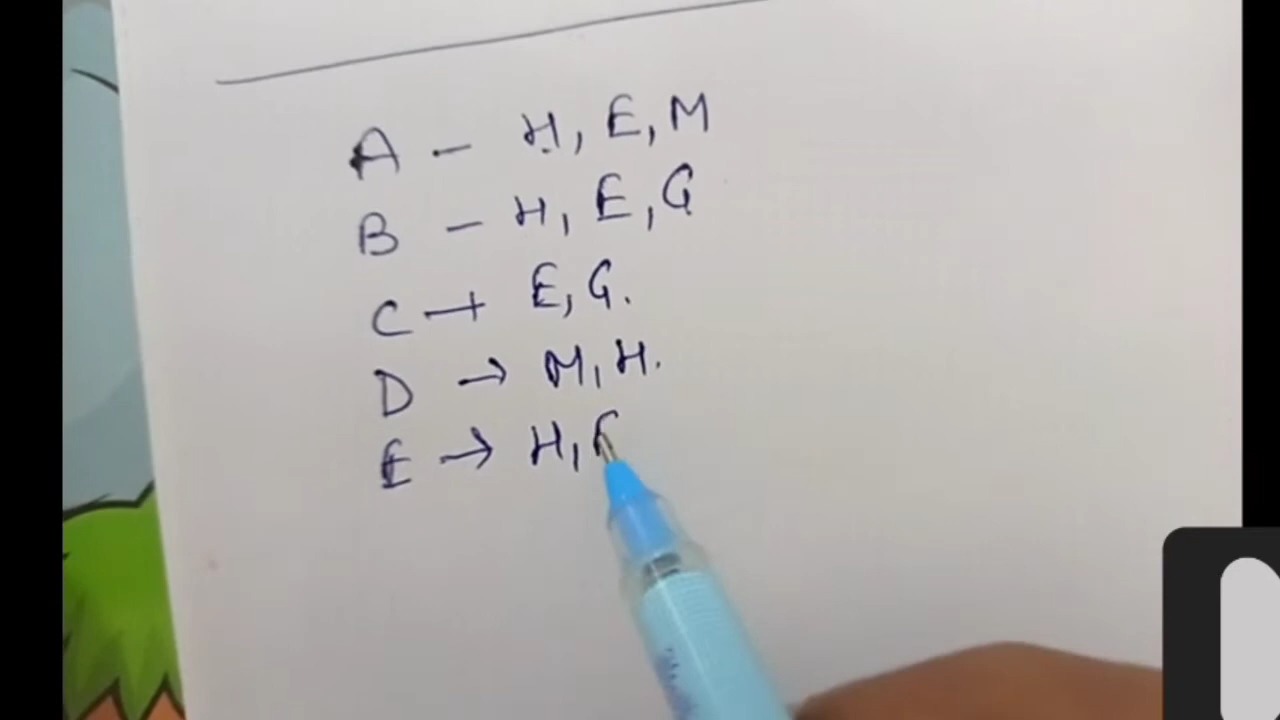 A - H, E, M
B - H, E, G
C → E, G.
D → M, H.
E → H,